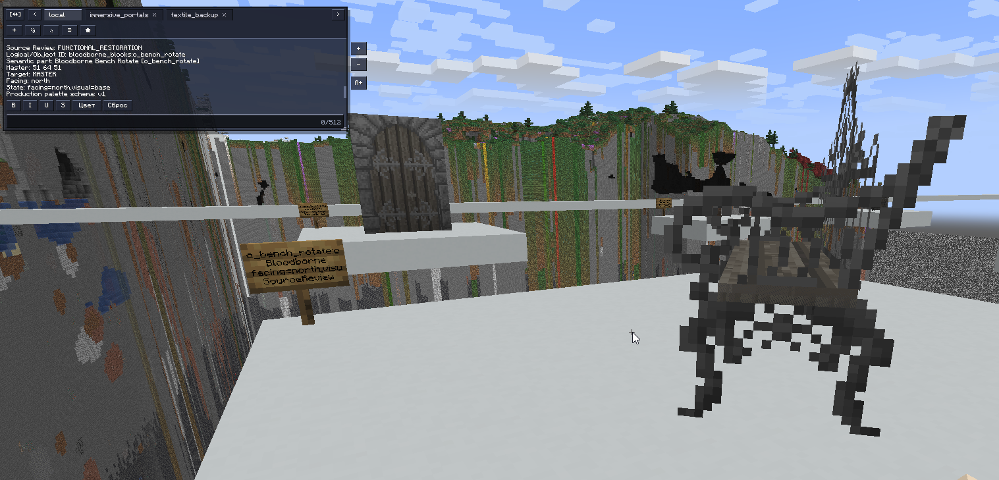 [↔] < local immersive_portals × textile_backup × >
Source Review: FUNCTIONAL_RESTORATION
Logical/Object ID: bloodborne_blocks:o_bench_rotate
Semantic part: Bloodborne Bench Rotate [o_bench_rotate]
Master: 51 64 51
Target: MASTER
Facing: north
State: facing=north,visual=base
Production palette schema: v1
B I U S Цвет Сброс
0/512
+
-
A+
o_bench_rotate:o
Bloodborne
facing=north,visu
SourceReview